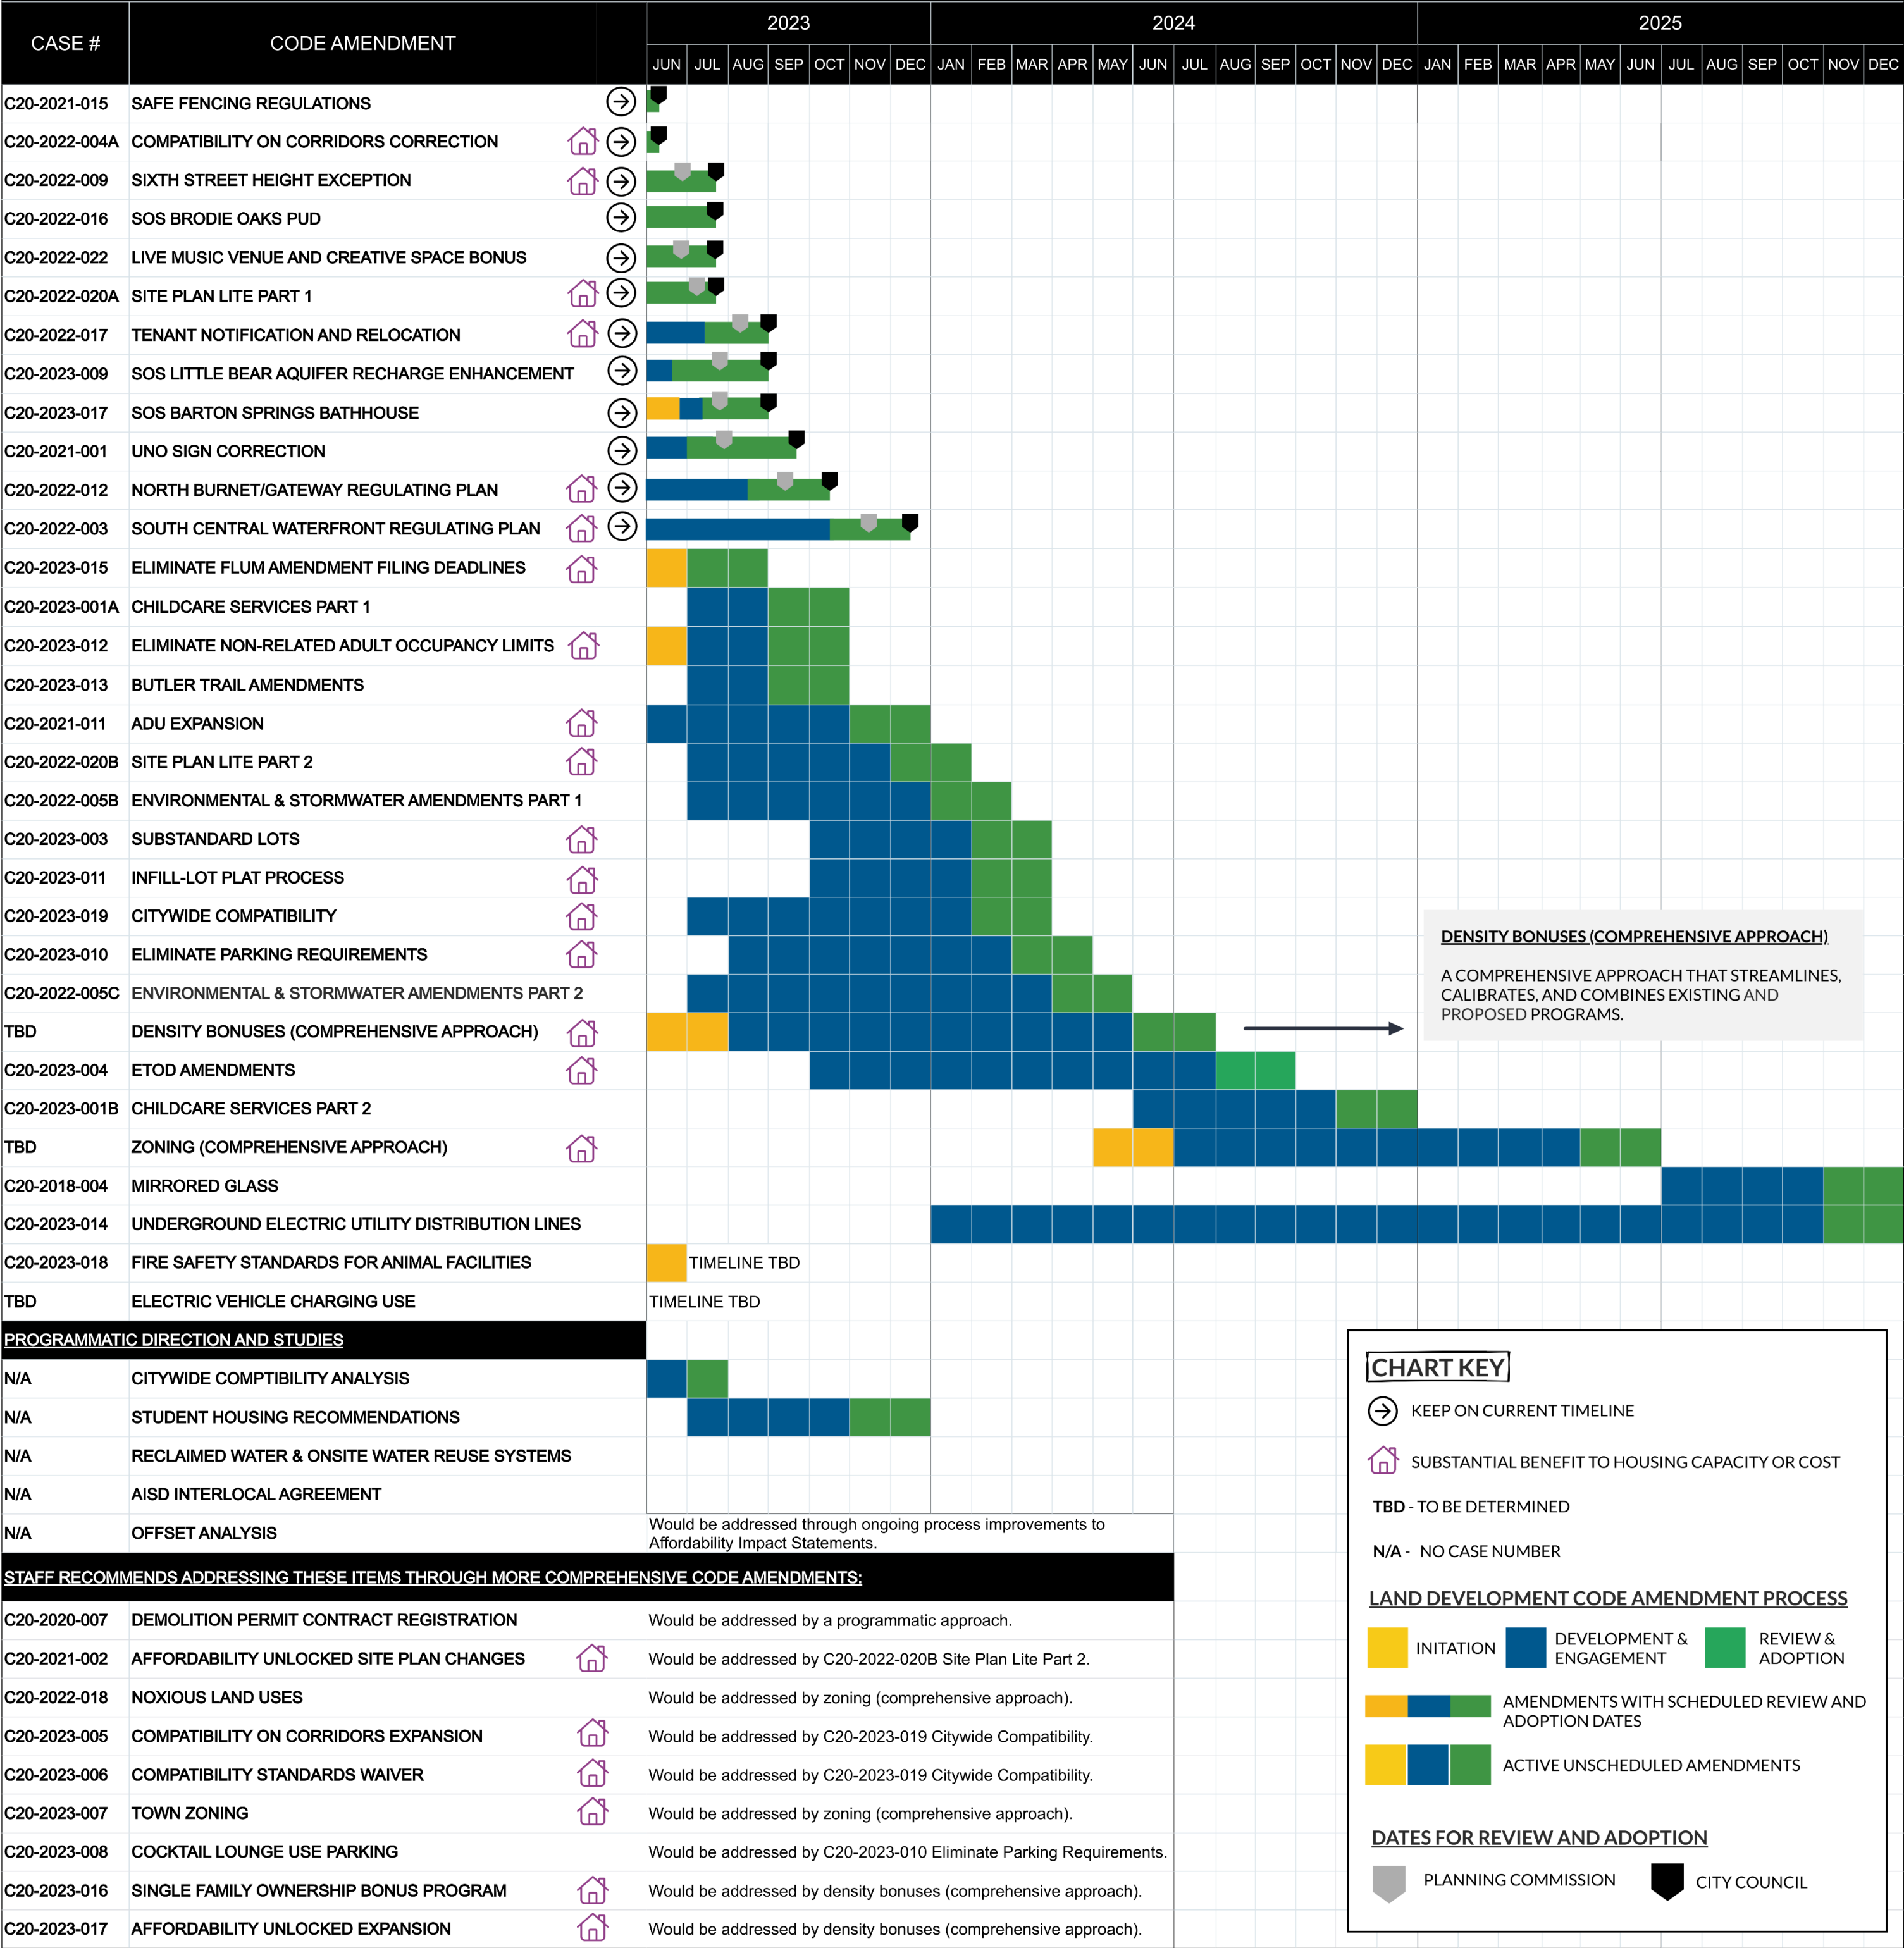 CASE #
CODE AMENDMENT
2023
2024
2025
JUN JUL AUG SEP OCT NOV DEC JAN FEB MAR APR MAY JUN JUL AUG SEP OCT NOV DEC JAN FEB MAR APR MAY JUN JUL AUG SEP OCT NOV DEC
C20-2021-015 SAFE FENCING REGULATIONS
C20-2022-004A COMPATIBILITY ON CORRIDORS CORRECTION
C20-2022-009 SIXTH STREET HEIGHT EXCEPTION
C20-2022-016 SOS BRODIE OAKS PUD
C20-2022-022 LIVE MUSIC VENUE AND CREATIVE SPACE BONUS
C20-2022-020A SITE PLAN LITE PART 1
C20-2022-017 TENANT NOTIFICATION AND RELOCATION
C20-2023-009 SOS LITTLE BEAR AQUIFER RECHARGE ENHANCEMENT
C20-2023-017 SOS BARTON SPRINGS BATHHOUSE
C20-2021-001 UNO SIGN CORRECTION
C20-2022-012 NORTH BURNET/GATEWAY REGULATING PLAN
C20-2022-003 SOUTH CENTRAL WATERFRONT REGULATING PLAN
C20-2023-015 ELIMINATE FLUM AMENDMENT FILING DEADLINES
C20-2023-001A CHILDCARE SERVICES PART 1
C20-2023-012 ELIMINATE NON-RELATED ADULT OCCUPANCY LIMITS
C20-2023-013 BUTLER TRAIL AMENDMENTS
C20-2021-011 ADU EXPANSION
C20-2022-020B SITE PLAN LITE PART 2
C20-2022-005B ENVIRONMENTAL & STORMWATER AMENDMENTS PART 1
C20-2023-003 SUBSTANDARD LOTS
C20-2023-011 INFILL-LOT PLAT PROCESS
C20-2023-019 CITYWIDE COMPATIBILITY
C20-2023-010 ELIMINATE PARKING REQUIREMENTS
C20-2022-005C ENVIRONMENTAL & STORMWATER AMENDMENTS PART 2
TBD DENSITY BONUSES (COMPREHENSIVE APPROACH)
DENSITY BONUSES (COMPREHENSIVE APPROACH)
A COMPREHENSIVE APPROACH THAT STREAMLINES,
CALIBRATES, AND COMBINES EXISTING AND
PROPOSED PROGRAMS.
C20-2023-004 ETOD AMENDMENTS
C20-2023-001B CHILDCARE SERVICES PART 2
TBD ZONING (COMPREHENSIVE APPROACH)
C20-2018-004 MIRRORED GLASS
C20-2023-014 UNDERGROUND ELECTRIC UTILITY DISTRIBUTION LINES
C20-2023-018 FIRE SAFETY STANDARDS FOR ANIMAL FACILITIES TIMELINE TBD
TBD ELECTRIC VEHICLE CHARGING USE TIMELINE TBD
PROGRAMMATIC DIRECTION AND STUDIES
N/A CITYWIDE COMPTIBILITY ANALYSIS
N/A STUDENT HOUSING RECOMMENDATIONS
N/A RECLAIMED WATER & ONSITE WATER REUSE SYSTEMS
N/A AISD INTERLOCAL AGREEMENT
N/A OFFSET ANALYSIS Would be addressed through ongoing process improvements to
Affordability Impact Statements.
STAFF RECOMMENDS ADDRESSING THESE ITEMS THROUGH MORE COMPREHENSIVE CODE AMENDMENTS:
C20-2020-007 DEMOLITION PERMIT CONTRACT REGISTRATION Would be addressed by a programmatic approach.
C20-2021-002 AFFORDABILITY UNLOCKED SITE PLAN CHANGES Would be addressed by C20-2022-020B Site Plan Lite Part 2.
C20-2022-018 NOXIOUS LAND USES Would be addressed by zoning (comprehensive approach).
C20-2023-005 COMPATIBILITY ON CORRIDORS EXPANSION Would be addressed by C20-2023-019 Citywide Compatibility.
C20-2023-006 COMPATIBILITY STANDARDS WAIVER Would be addressed by C20-2023-019 Citywide Compatibility.
C20-2023-007 TOWN ZONING Would be addressed by zoning (comprehensive approach).
C20-2023-008 COCKTAIL LOUNGE USE PARKING Would be addressed by C20-2023-010 Eliminate Parking Requirements.
C20-2023-016 SINGLE FAMILY OWNERSHIP BONUS PROGRAM Would be addressed by density bonuses (comprehensive approach).
C20-2023-017 AFFORDABILITY UNLOCKED EXPANSION Would be addressed by density bonuses (comprehensive approach).
CHART KEY
KEEP ON CURRENT TIMELINE
SUBSTANTIAL BENEFIT TO HOUSING CAPACITY OR COST
TBD - TO BE DETERMINED
N/A - NO CASE NUMBER
LAND DEVELOPMENT CODE AMENDMENT PROCESS
INITATION
DEVELOPMENT &
ENGAGEMENT
REVIEW &
ADOPTION
AMENDMENTS WITH SCHEDULED REVIEW AND
ADOPTION DATES
ACTIVE UNSCHEDULED AMENDMENTS
DATES FOR REVIEW AND ADOPTION
PLANNING COMMISSION
CITY COUNCIL